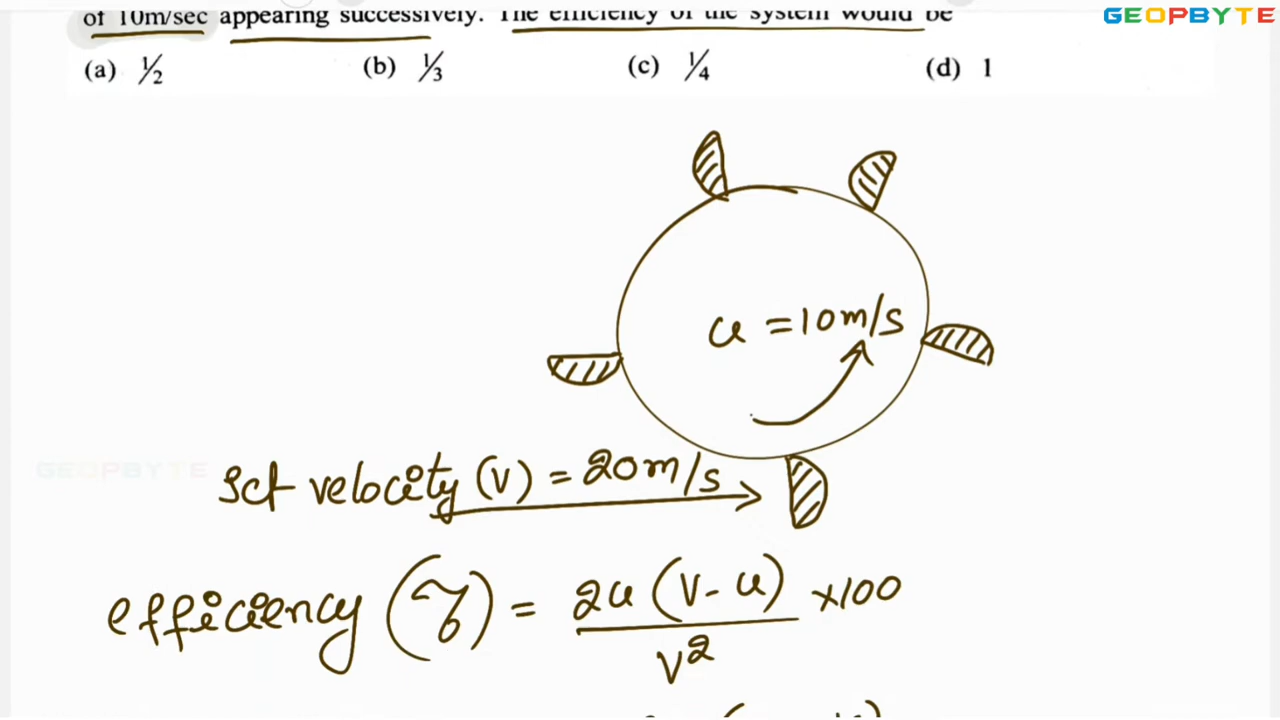 GEOPBYTE
of 10m/sec appearing successively. The efficiency of the system would be
(a) 1/2 (b) 1/3 (c) 1/4 (d) 1
u = 10m/s
GEOPBYTE
Jet velocity (V) = 20m/s
efficiency (η) = 2u (V - u) / V² × 100